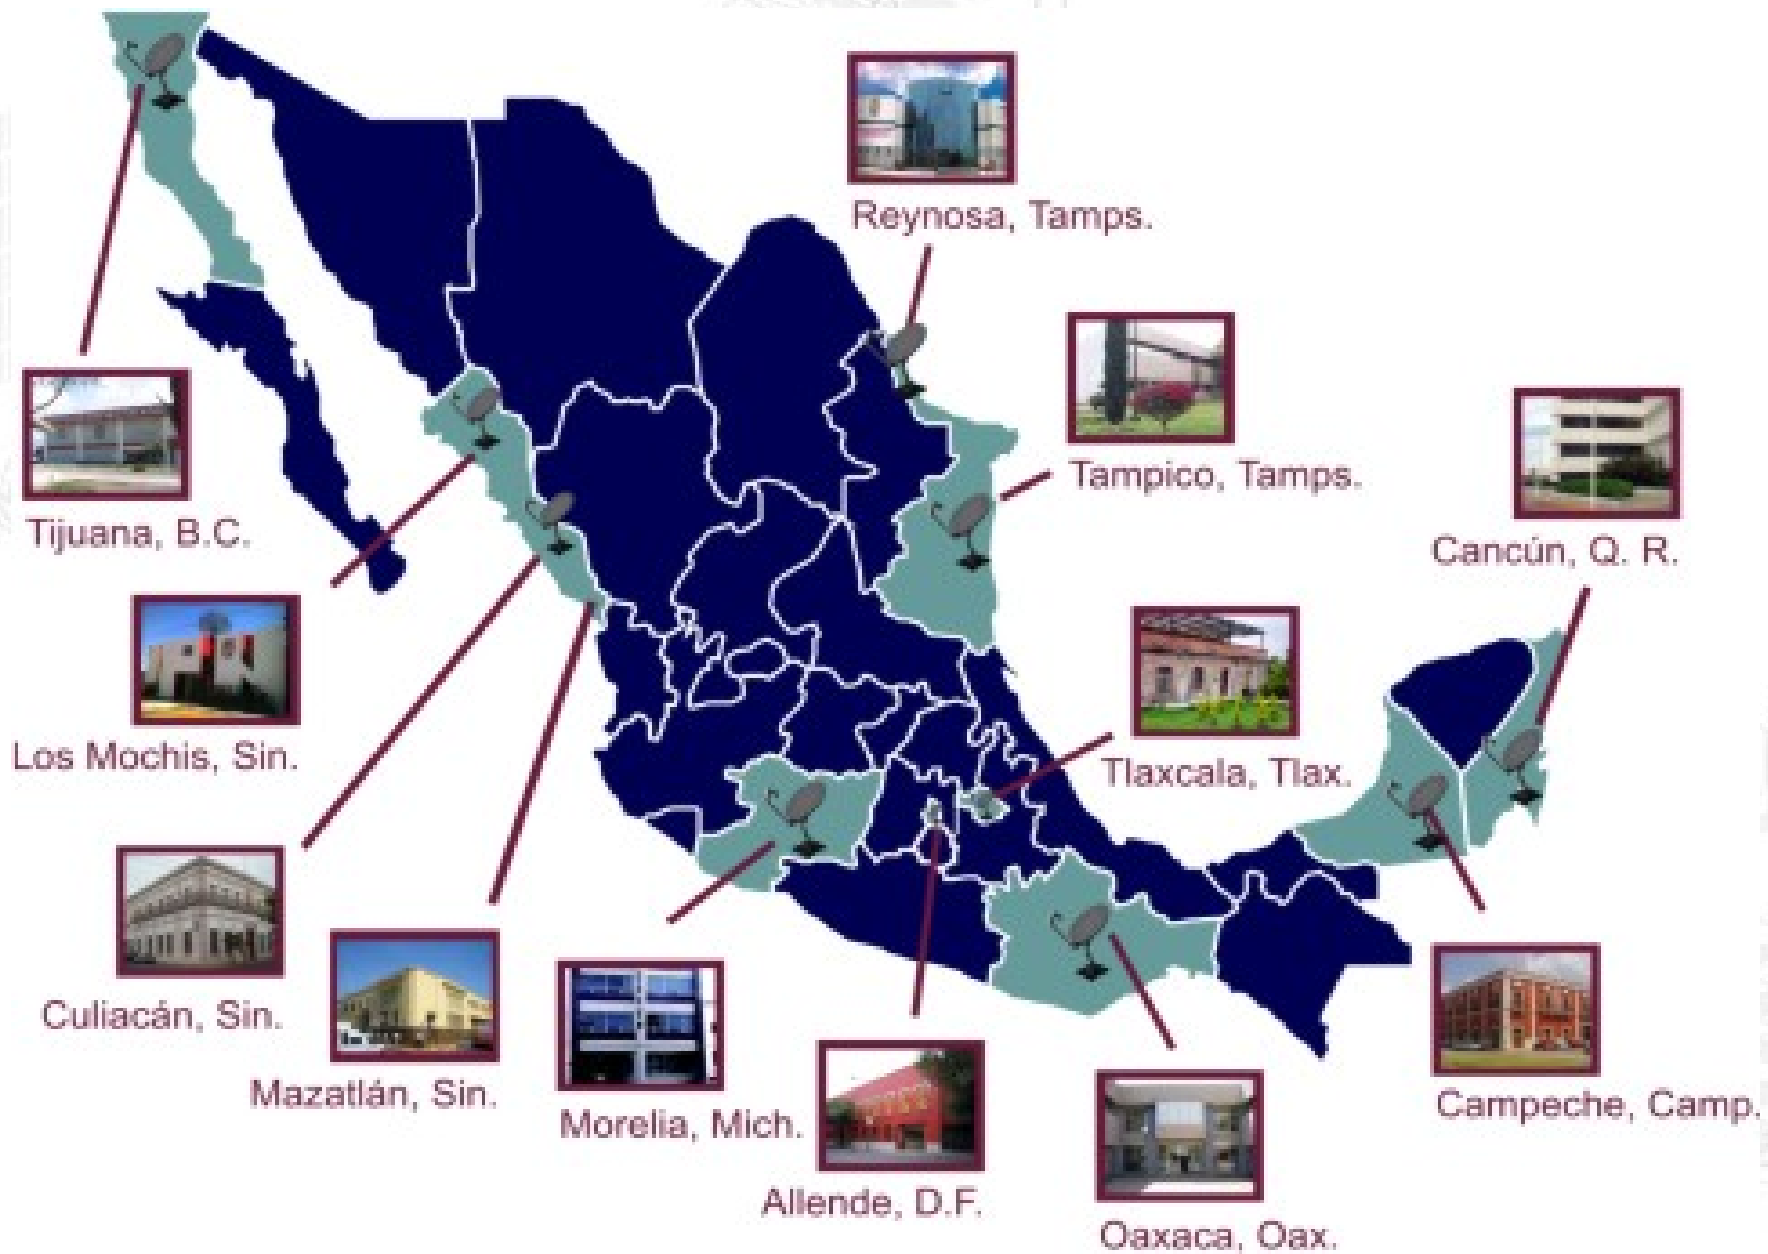 Reynosa, Tamps.
Tampico, Tamps.
Tijuana, B.C.
Cancún, Q. R.
Los Mochis, Sin.
Tlaxcala, Tlax.
Culiacán, Sin.
Mazatlán, Sin.
Morelia, Mich.
Campeche, Camp.
Allende, D.F.
Oaxaca, Oax.